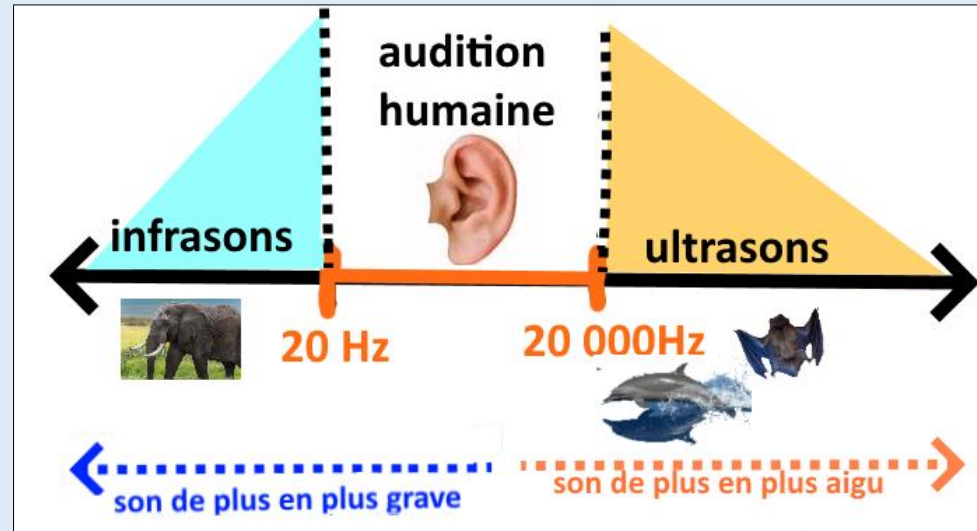 audition
humaine
infrasons
ultrasons
20 Hz
20 000Hz
son de plus en plus grave
son de plus en plus aigu